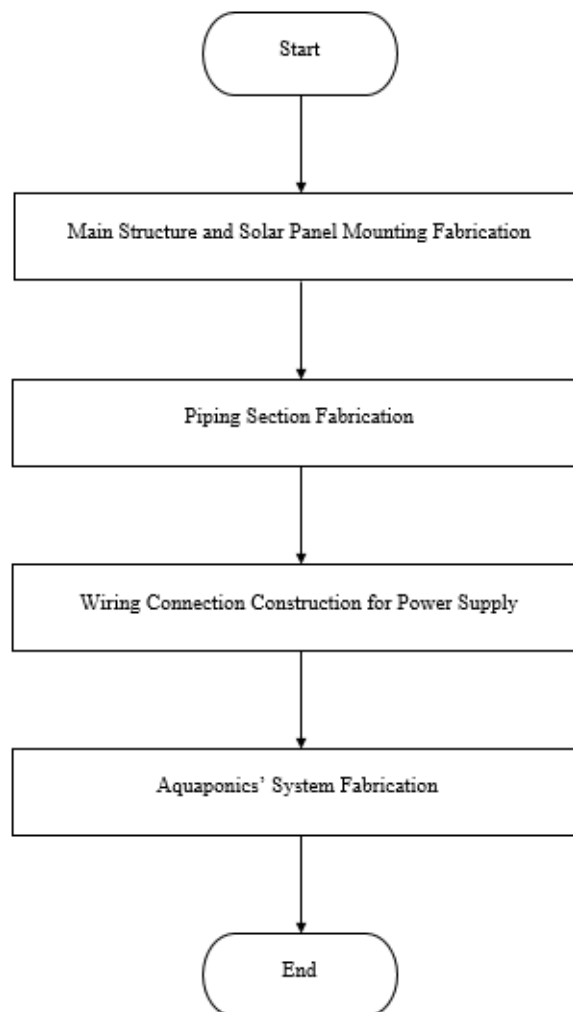 Start
Main Structure and Solar Panel Mounting Fabrication
Piping Section Fabrication
Wiring Connection Construction for Power Supply
Aquaponics’ System Fabrication
End